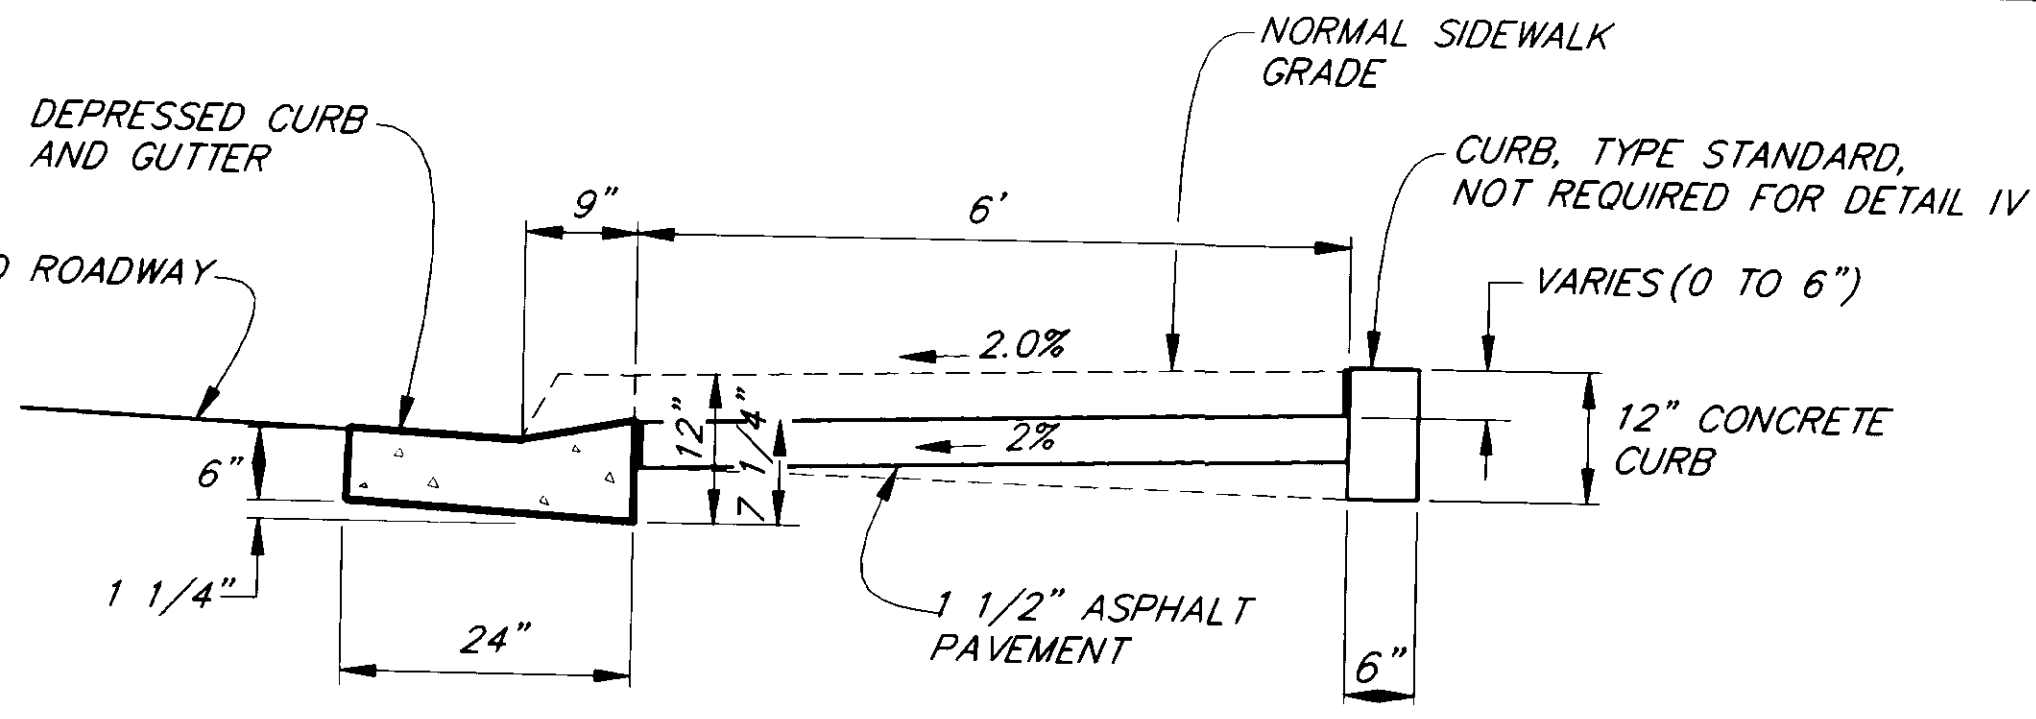 NORMAL SIDEWALK
GRADE
DEPRESSED CURB
AND GUTTER
CURB, TYPE STANDARD,
NOT REQUIRED FOR DETAIL IV
9"
6'
ROADWAY
VARIES (0 TO 6")
2.0%
12"
7 1/4"
2%
12" CONCRETE
CURB
6"
1 1/4"
1 1/2" ASPHALT
PAVEMENT
24"
6"